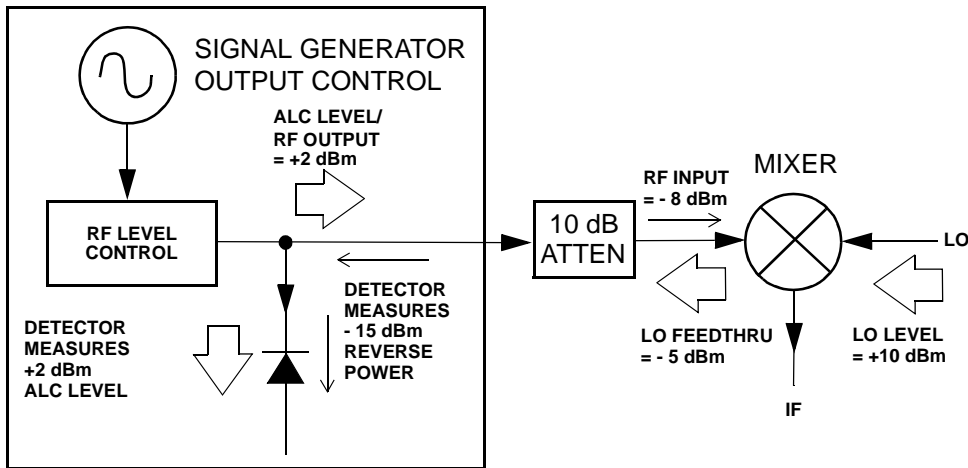 SIGNAL GENERATOR
OUTPUT CONTROL
ALC LEVEL/
RF OUTPUT
= +2 dBm
RF LEVEL
CONTROL
DETECTOR
MEASURES
+2 dBm
ALC LEVEL
DETECTOR
MEASURES
- 15 dBm
REVERSE
POWER
10 dB
ATTEN
RF INPUT
= - 8 dBm
MIXER
LO
LO FEEDTHRU
= - 5 dBm
LO LEVEL
= +10 dBm
IF